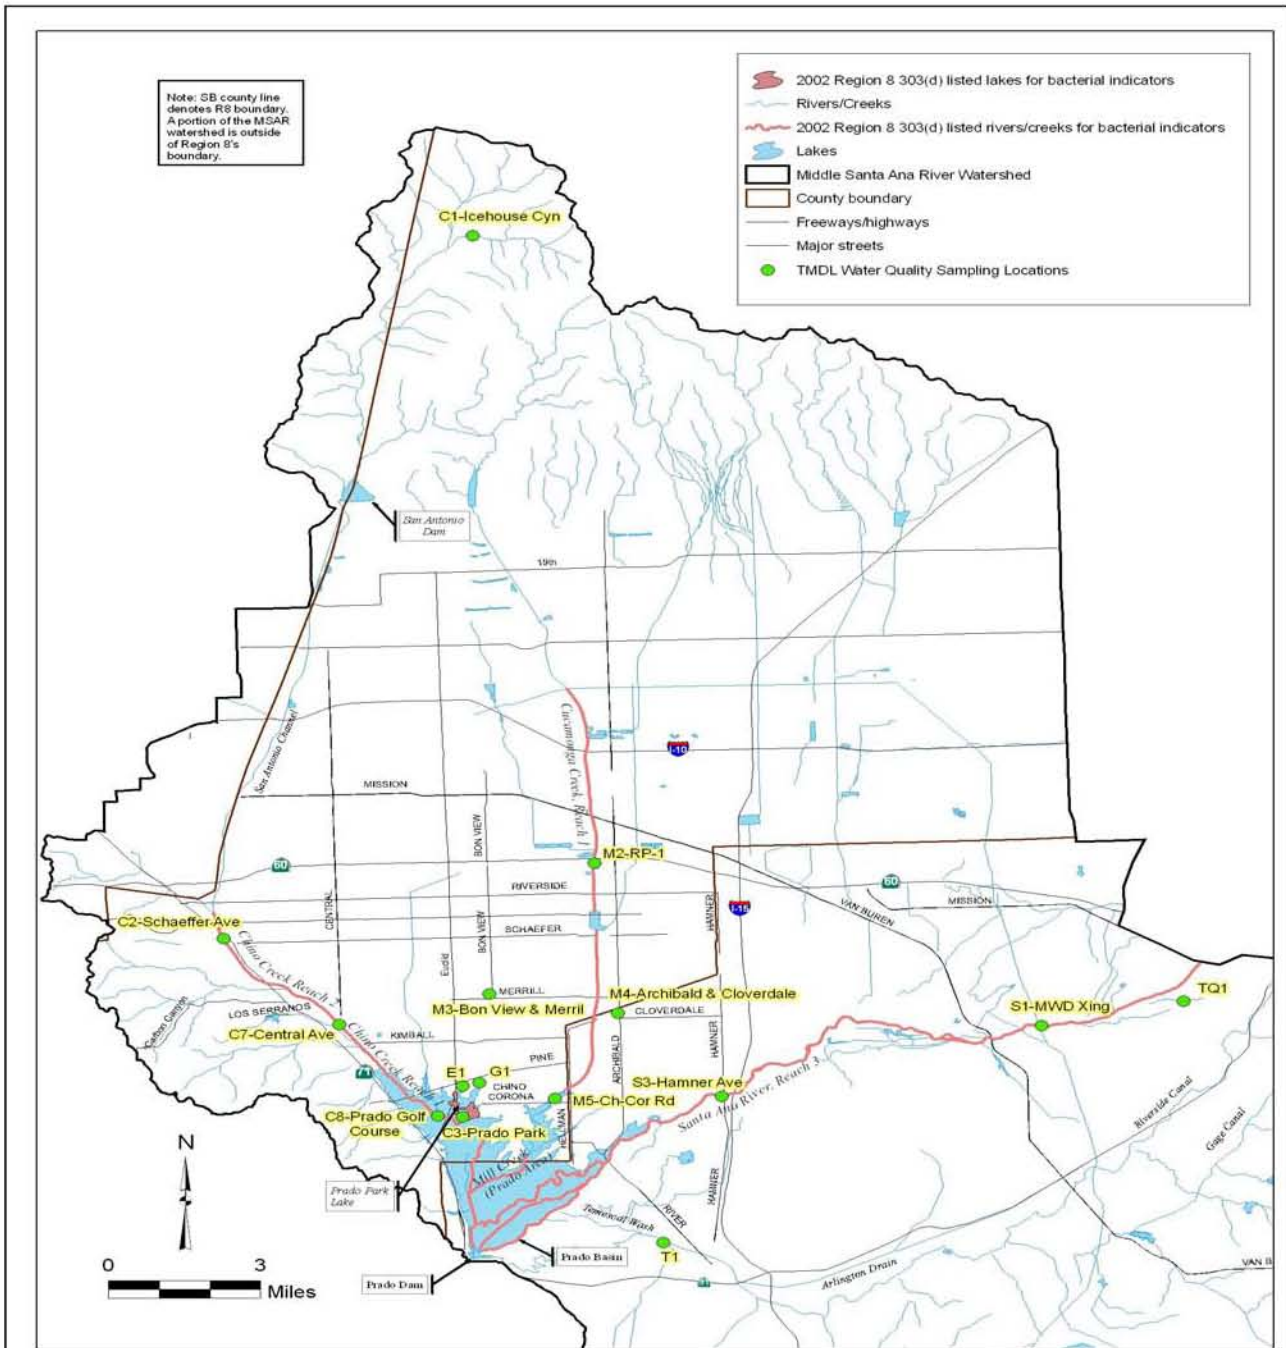 Note: SB county line
denotes R8 boundary.
A portion of the MSAR
watershed is outside
of Region 8's
boundary.
2002 Region 8 303(d) listed lakes for bacterial indicators
Rivers/Creeks
2002 Region 8 303(d) listed rivers/creeks for bacterial indicators
Lakes
Middle Santa Ana River Watershed
County boundary
Freeways/highways
Major streets
TMDL Water Quality Sampling Locations
C1-Icehouse Cyn
San Antonio
Dam
19th
San Antonio Channel
Cucamonga Creek, Reach 1
I-10
MISSION
BON VIEW
M2-RP-1
60
RIVERSIDE
60
MISSION
CENTRAL
HAMNER
I-15
VAN BUREN
C2-Schaeffer Ave
SCHAEFER
BON VIEW
Euclid
Chino Creek Reach 2
MERRILL
M4-Archibald & Cloverdale
TQ1
Carbon Canyon
LOS SERRANOS
M3-Bon View & Merril
CLOVERDALE
S1-MWD Xing
C7-Central Ave
Chino Creek Reach 1
KIMBALL
HAMNER
ARCHIBALD
PINE
71
E1
G1
CHINO
CORONA
S3-Hamner Ave
Santa Ana River, Reach 3
M5-Ch-Cor Rd
C8-Prado Golf
Course
C3-Prado Park
HELLMAN
Riverside Canal
Gage Canal
N
Mill Creek
(Prado Area)
Prado Park
Lake
HAMNER
RIVER
Temescal Wash
T1
Prado Basin
Prado Dam
Arlington Drain
91
VAN B
0
3
Miles